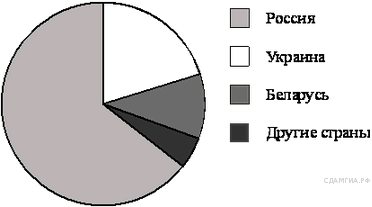 Россия
Украина
Беларусь
Другие страны
СДАМГИА.РФ